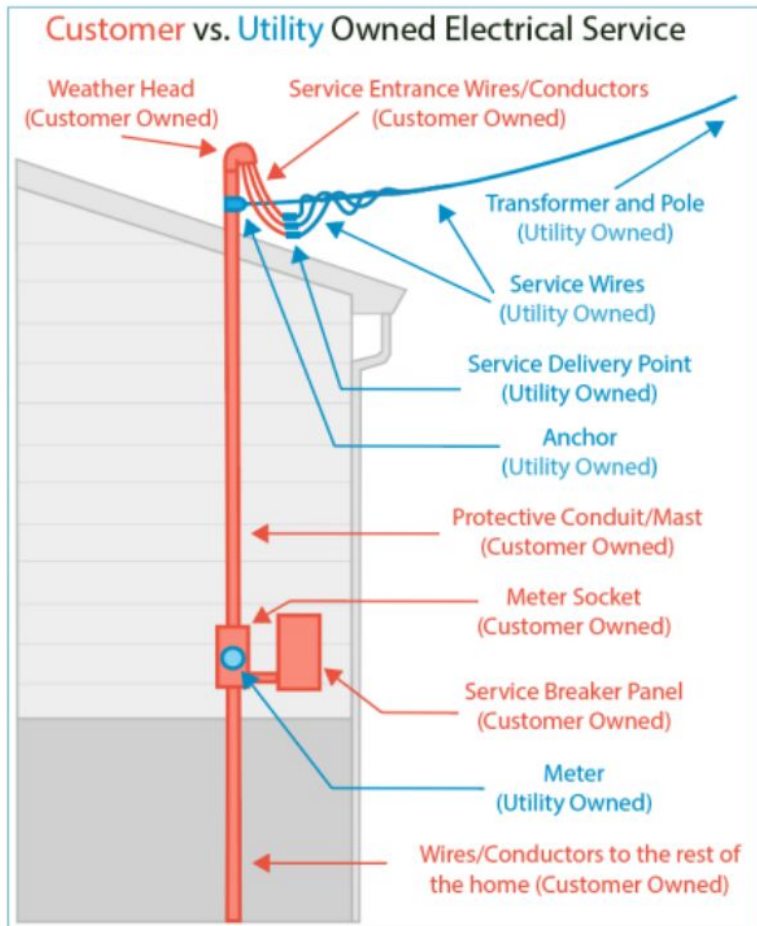 Customer vs. Utility Owned Electrical Service
Weather Head
(Customer Owned)
Service Entrance Wires/Conductors
(Customer Owned)
Transformer and Pole
(Utility Owned)
Service Wires
(Utility Owned)
Service Delivery Point
(Utility Owned)
Anchor
(Utility Owned)
Protective Conduit/Mast
(Customer Owned)
Meter Socket
(Customer Owned)
Service Breaker Panel
(Customer Owned)
Meter
(Utility Owned)
Wires/Conductors to the rest of
the home (Customer Owned)